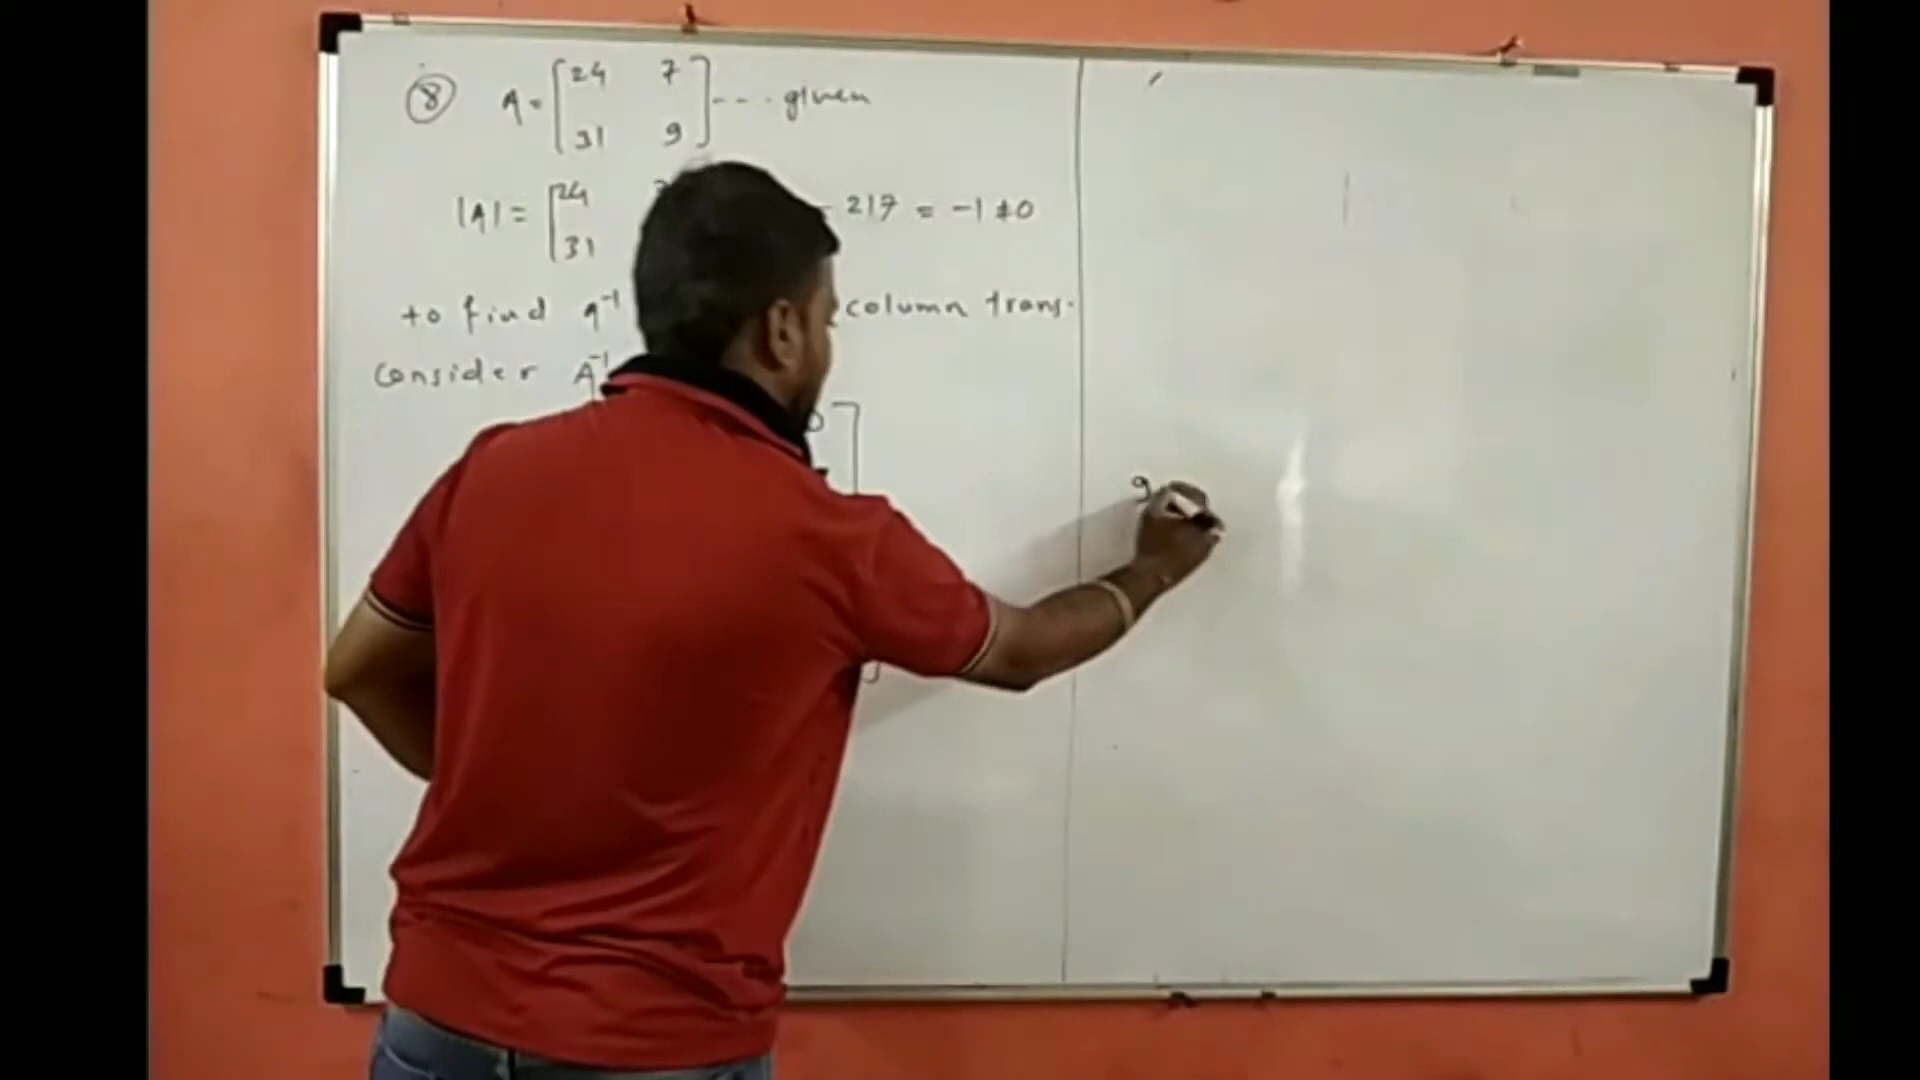 ⑧ A = [24 7] --- given
[31 9]
|A| = [24
31
- 217 = -1 ≠ 0
to find A⁻¹ column trans.
consider A⁻¹
0]
9